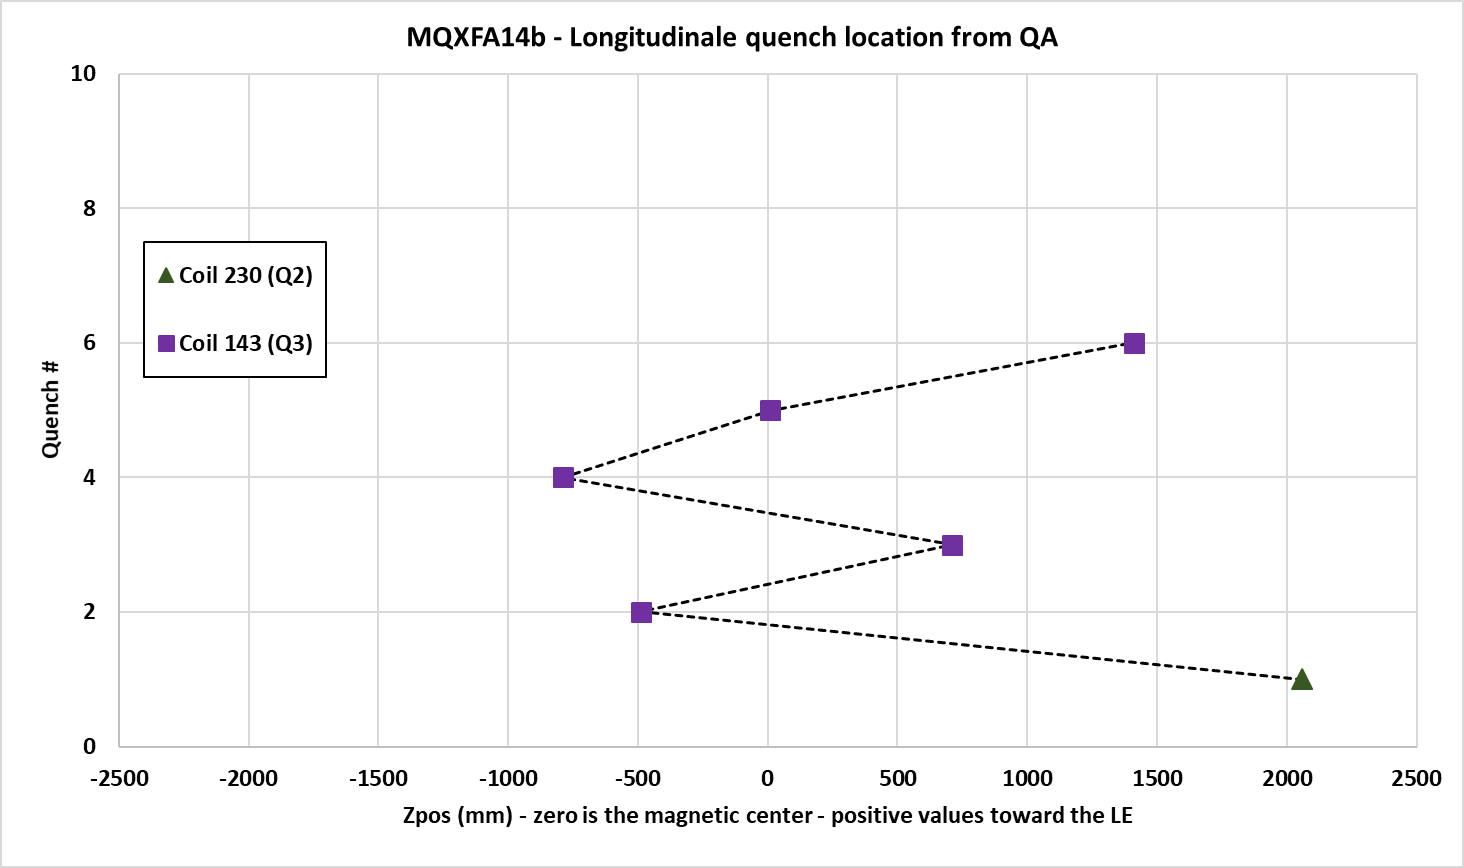 MQXFA14b - Longitudinale quench location from QA
10
8
6
4
2
0
Coil 230 (Q2)
Coil 143 (Q3)
Quench #
-2500 -2000 -1500 -1000 -500 0 500 1000 1500 2000 2500
Zpos (mm) - zero is the magnetic center - positive values toward the LE